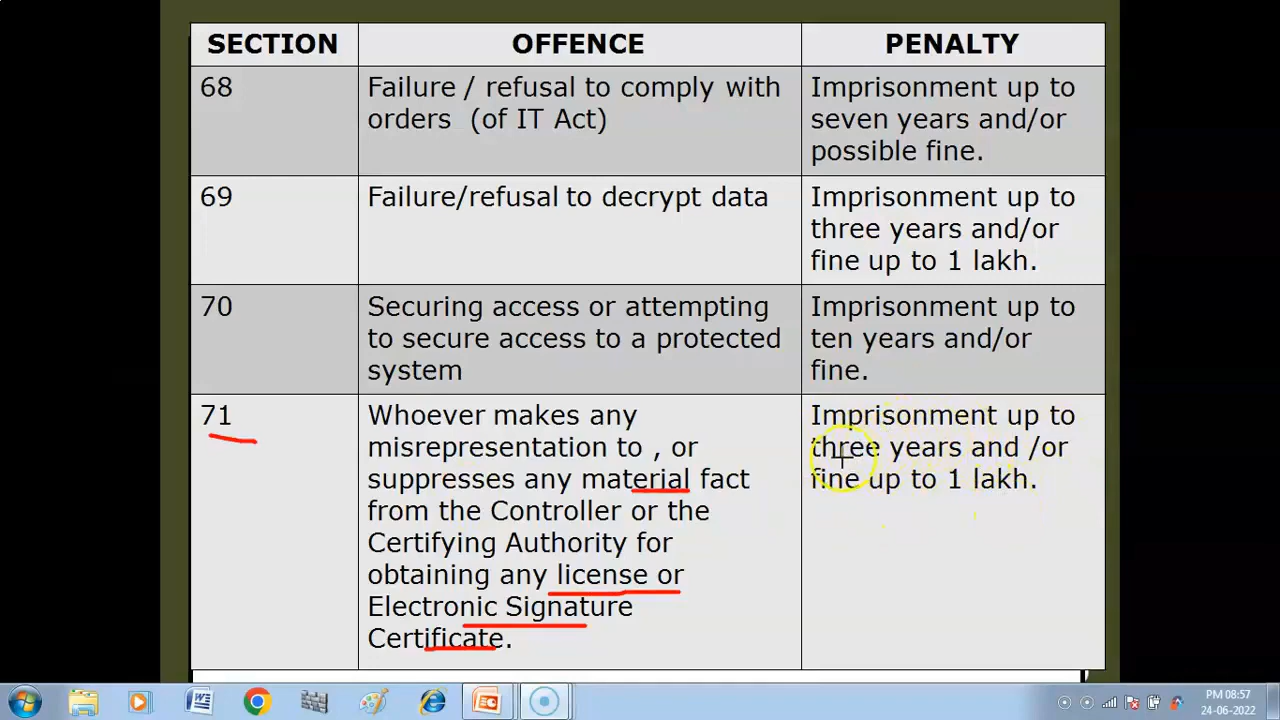 SECTION OFFENCE PENALTY
68 Failure / refusal to comply with Imprisonment up to
orders (of IT Act) seven years and/or
possible fine.
69 Failure/refusal to decrypt data Imprisonment up to
three years and/or
fine up to 1 lakh.
70 Securing access or attempting Imprisonment up to
to secure access to a protected ten years and/or
system fine.
71 Whoever makes any Imprisonment up to
misrepresentation to , or three years and /or
suppresses any material fact fine up to 1 lakh.
from the Controller or the
Certifying Authority for
obtaining any license or
Electronic Signature
Certificate.
PM 08:57
24-06-2022